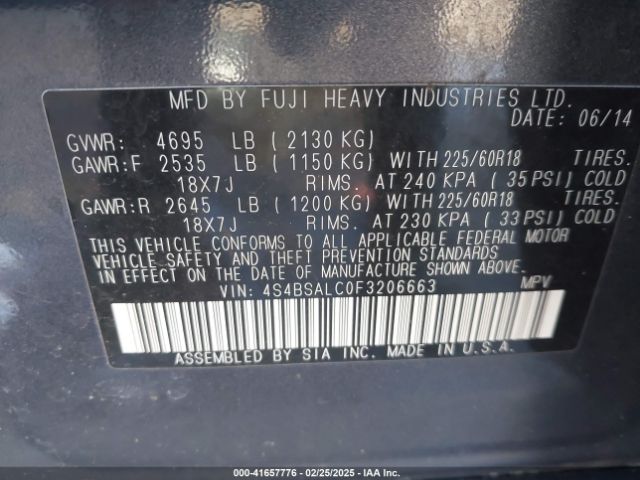 MFD BY FUJI HEAVY INDUSTRIES LTD.
DATE: 06/14
GVWR: 4695 LB ( 2130 KG)
GAWR:F 2535 LB ( 1150 KG) WITH 225/60R18 TIRES.
18X7J RIMS. AT 240 KPA ( 35 PSI) COLD
GAWR:R 2645 LB ( 1200 KG) WITH 225/60R18 TIRES.
18X7J RIMS. AT 230 KPA ( 33 PSI) COLD
THIS VEHICLE CONFORMS TO ALL APPLICABLE FEDERAL MOTOR
VEHICLE SAFETY AND THEFT PREVENTION STANDARDS
IN EFFECT ON THE DATE OF MANUFACTURE SHOWN ABOVE.
VIN: 4S4BSALC0F3206663 MPV
ASSEMBLED BY SIA INC. MADE IN U.S.A.
000-41657776 | 02/25/2025 | IAA Inc.